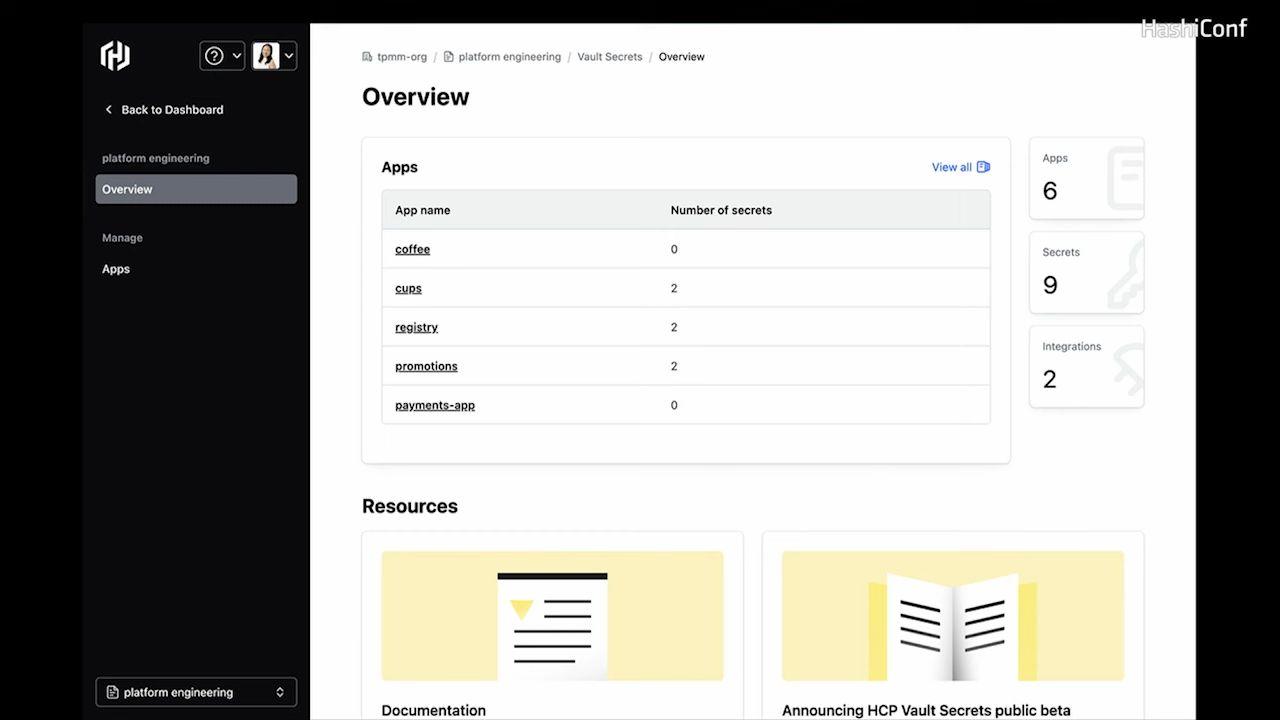 HashiConf
tpmm-org / platform engineering / Vault Secrets / Overview
Back to Dashboard
Overview
platform engineering
Overview
Manage
Apps
Apps
View all
App name Number of secrets
coffee 0
cups 2
registry 2
promotions 2
payments-app 0
Apps
6
Secrets
9
Integrations
2
Resources
Documentation
Announcing HCP Vault Secrets public beta
platform engineering